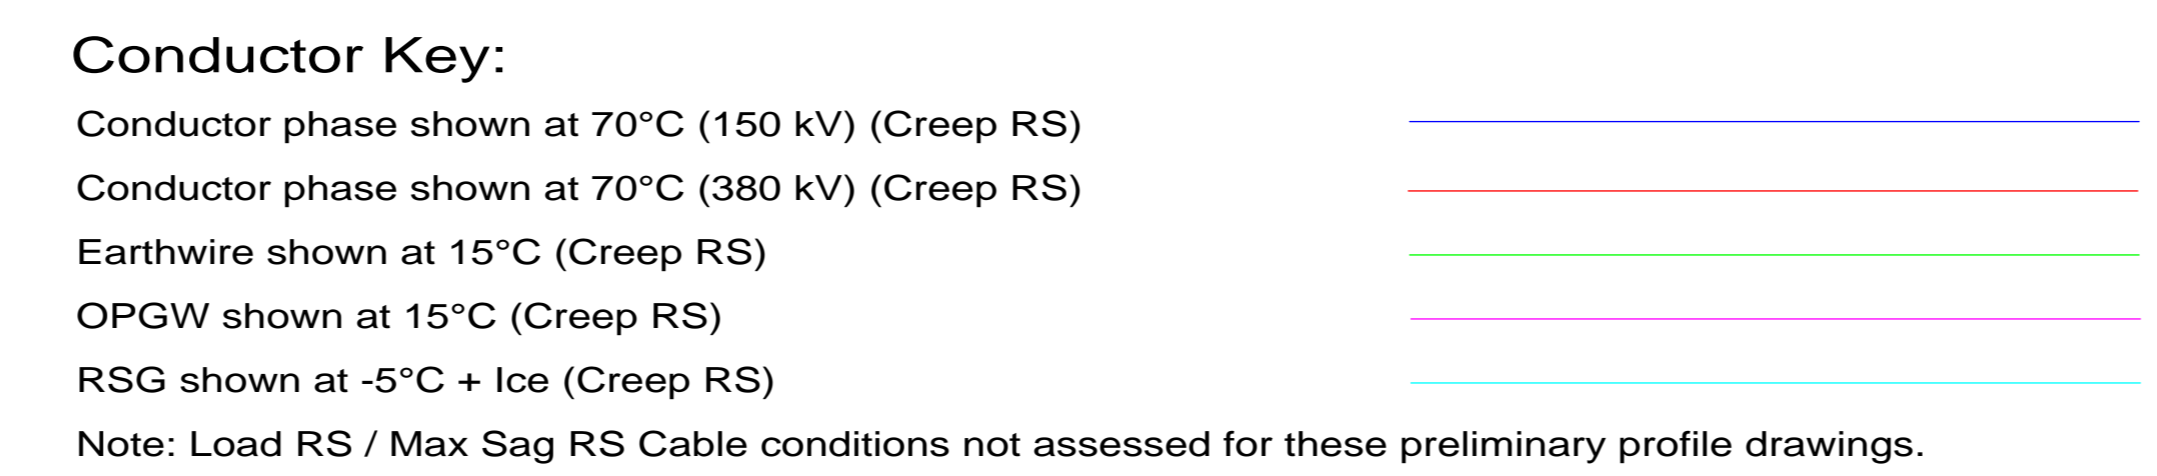 Conductor Key:
Conductor phase shown at 70°C (150 kV) (Creep RS)
Conductor phase shown at 70°C (380 kV) (Creep RS)
Earthwire shown at 15°C (Creep RS)
OPGW shown at 15°C (Creep RS)
RSG shown at -5°C + Ice (Creep RS)
Note: Load RS / Max Sag RS Cable conditions not assessed for these preliminary profile drawings.